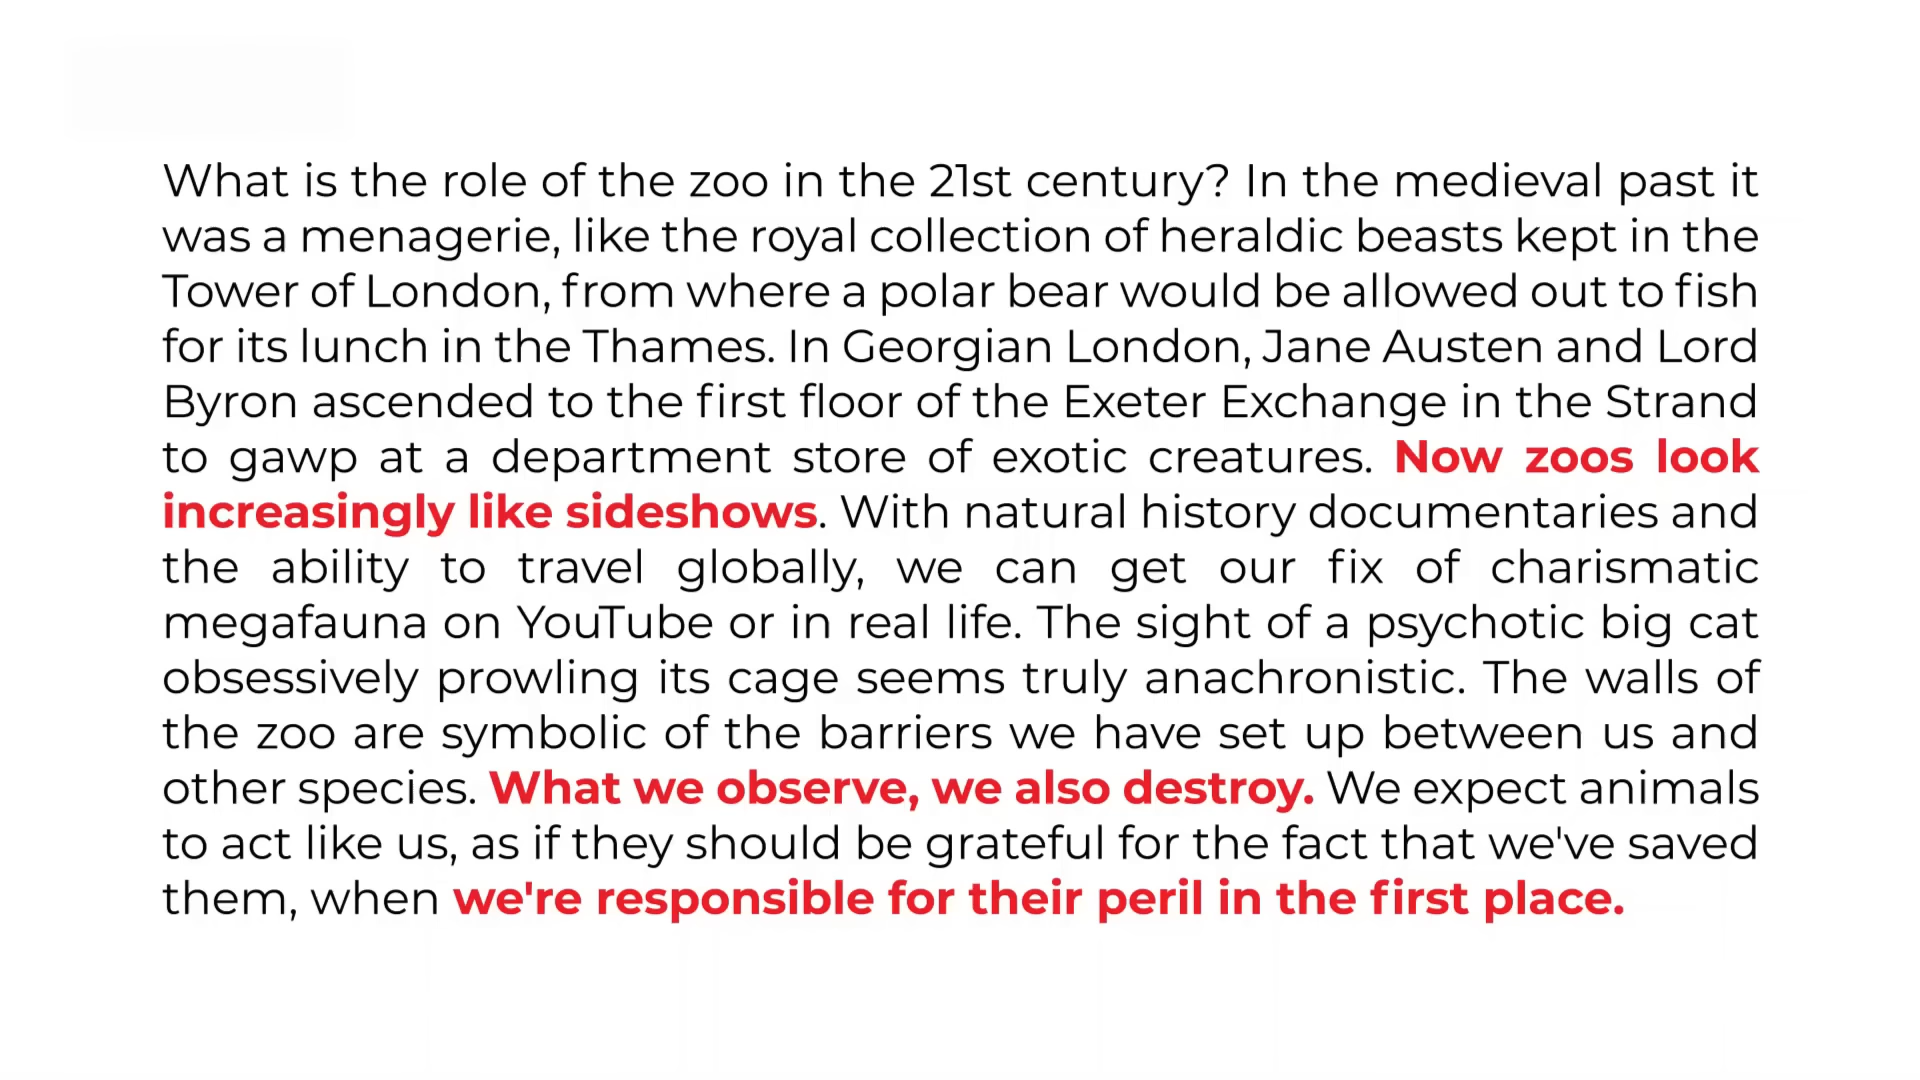 What is the role of the zoo in the 21st century? In the medieval past it
was a menagerie, like the royal collection of heraldic beasts kept in the
Tower of London, from where a polar bear would be allowed out to fish
for its lunch in the Thames. In Georgian London, Jane Austen and Lord
Byron ascended to the first floor of the Exeter Exchange in the Strand
to gawp at a department store of exotic creatures. Now zoos look
increasingly like sideshows. With natural history documentaries and
the ability to travel globally, we can get our fix of charismatic
megafauna on YouTube or in real life. The sight of a psychotic big cat
obsessively prowling its cage seems truly anachronistic. The walls of
the zoo are symbolic of the barriers we have set up between us and
other species. What we observe, we also destroy. We expect animals
to act like us, as if they should be grateful for the fact that we've saved
them, when we're responsible for their peril in the first place.